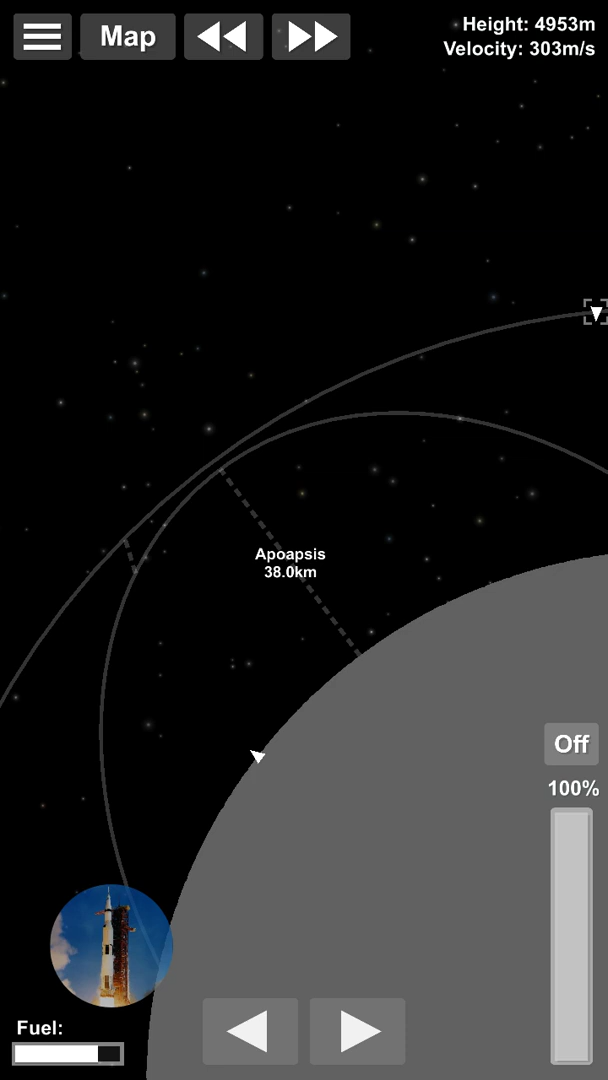 Map
Height: 4953m
Velocity: 303m/s
Apoapsis
38.0km
Off
100%
Fuel: